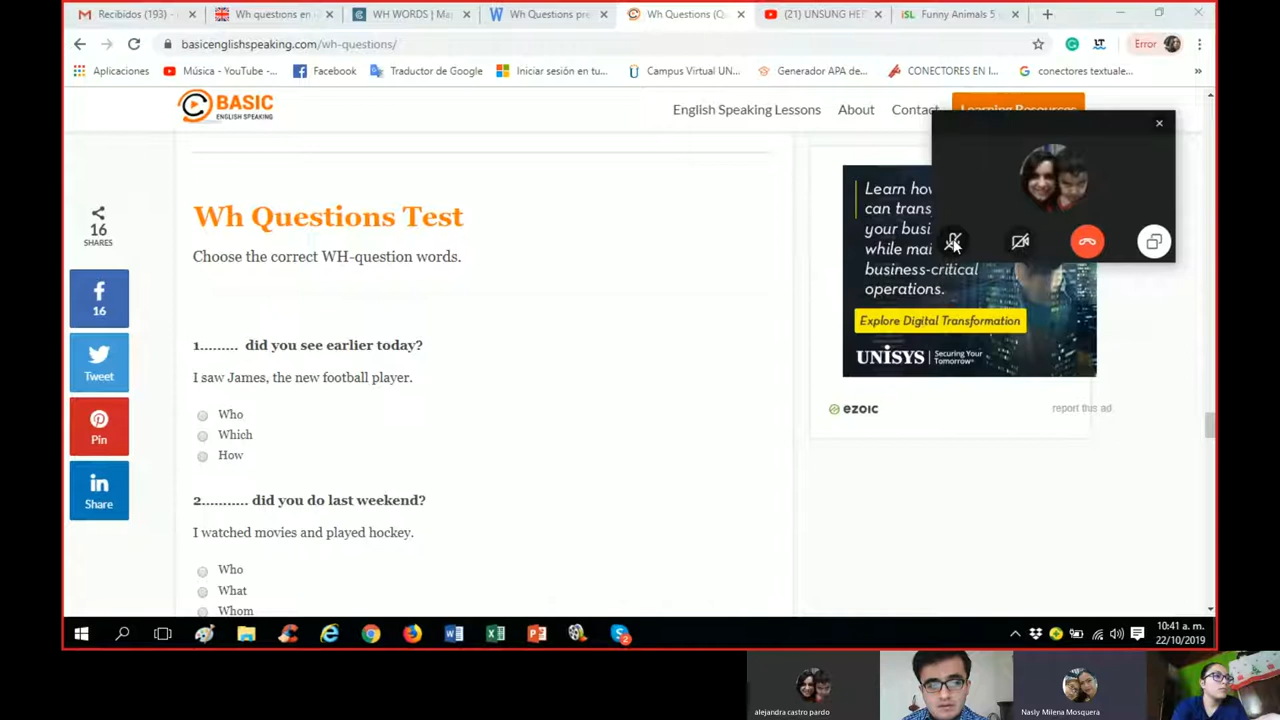 Recibidos (193) -
Wh questions en
WH WORDS | Ma
Wh Questions pre
Wh Questions (Q
(21) UNSUNG HE
Funny Animals 5
basicenglishspeaking.com/wh-questions/
Error
Aplicaciones
Música - YouTube -...
Facebook
Traductor de Google
Iniciar sesión en tu...
Campus Virtual UN...
Generador APA de...
CONECTORES EN I...
conectores textuale...
»
BASIC
ENGLISH SPEAKING
English Speaking Lessons
About
Contact
Learning Resources
16
SHARES
16
Tweet
Pin
Share
Wh Questions Test
Choose the correct WH-question words.
1......... did you see earlier today?
I saw James, the new football player.
Who
Which
How
2........... did you do last weekend?
I watched movies and played hockey.
Who
What
Whom
Learn how
can trans
your busi
while mai
business-critical
operations.
Explore Digital Transformation
UNISYS | Securing Your
Tomorrow
ezoic
report this ad
10:41 a. m.
22/10/2019
alejandra castro pardo
Nasly Milena Mosquera